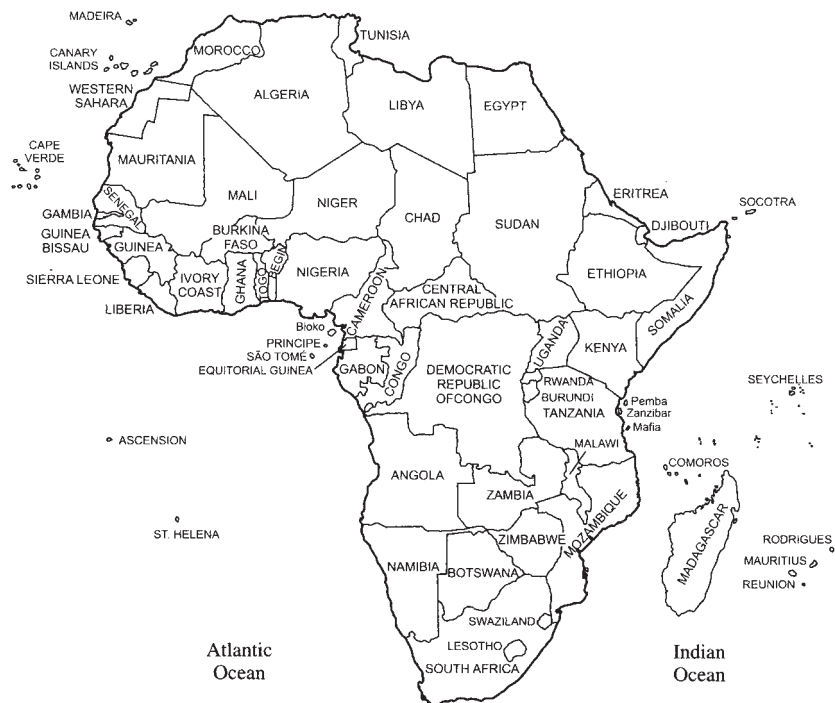 MADEIRA
TUNISIA
MOROCCO
CANARY
ISLANDS
WESTERN
SAHARA
ALGERIA
LIBYA
EGYPT
CAPE
VERDE
MAURITANIA
MALI
NIGER
CHAD
SUDAN
ERITREA
SOCOTRA
SENEGAL
GAMBIA
GUINEA
BISSAU
GUINEA
BURKINA
FASO
DJIBOUTI
SIERRA LEONE
IVORY
COAST
GHANA
TOGO
BEGIN
NIGERIA
ETHIOPIA
LIBERIA
CAMEROON
CENTRAL
AFRICAN REPUBLIC
SOMALIA
Bioko
PRINCIPE
SÃO TOMÉ
EQUITORIAL GUINEA
GABON
CONGO
DEMOCRATIC
REPUBLIC
OFCONGO
UGANDA
KENYA
RWANDA
BURUNDI
TANZANIA
Pemba
Zanzibar
Mafia
SEYCHELLES
ASCENSION
MALAWI
COMOROS
ANGOLA
ZAMBIA
MOZAMBIQUE
MADAGASCAR
ST. HELENA
ZIMBABWE
NAMIBIA
BOTSWANA
RODRIGUES
MAURITIUS
REUNION
SWAZILAND
LESOTHO
SOUTH AFRICA
Atlantic
Ocean
Indian
Ocean